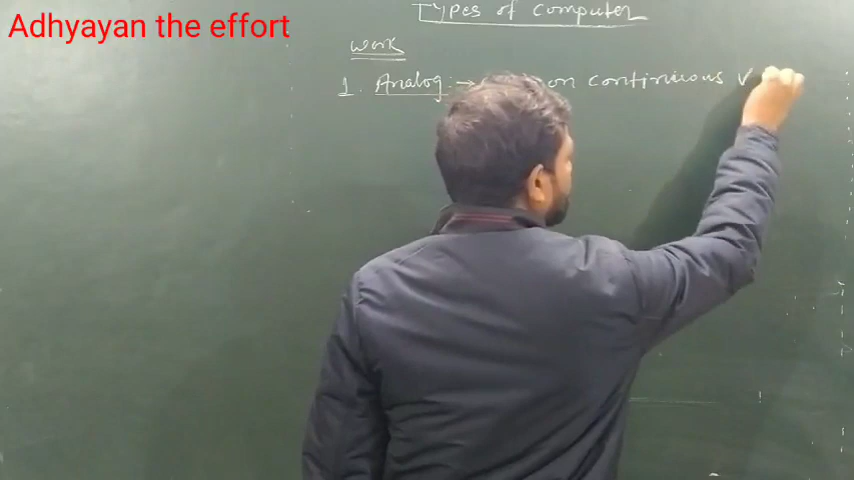 Adhyayan the effort
Types of computer
work
1. Analog → on continuous